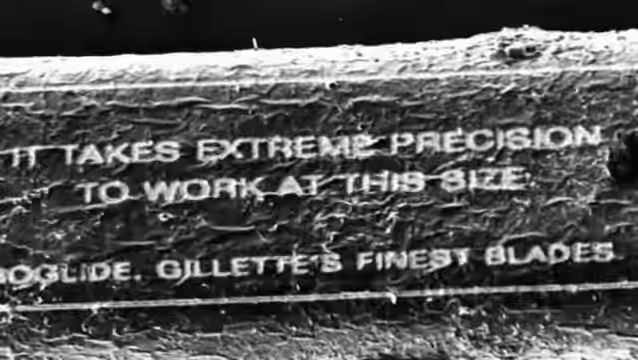 IT TAKES EXTREME PRECISION
TO WORK AT THIS SIZE
OGLIDE. GILLETTE'S FINEST BLADES.